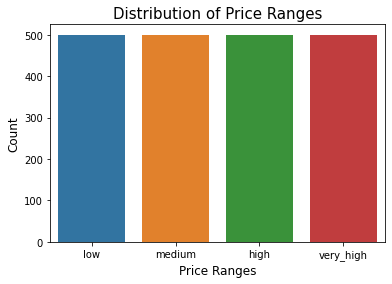 Distribution of Price Ranges
500
400
300
200
100
0
Count
low medium high very_high
Price Ranges